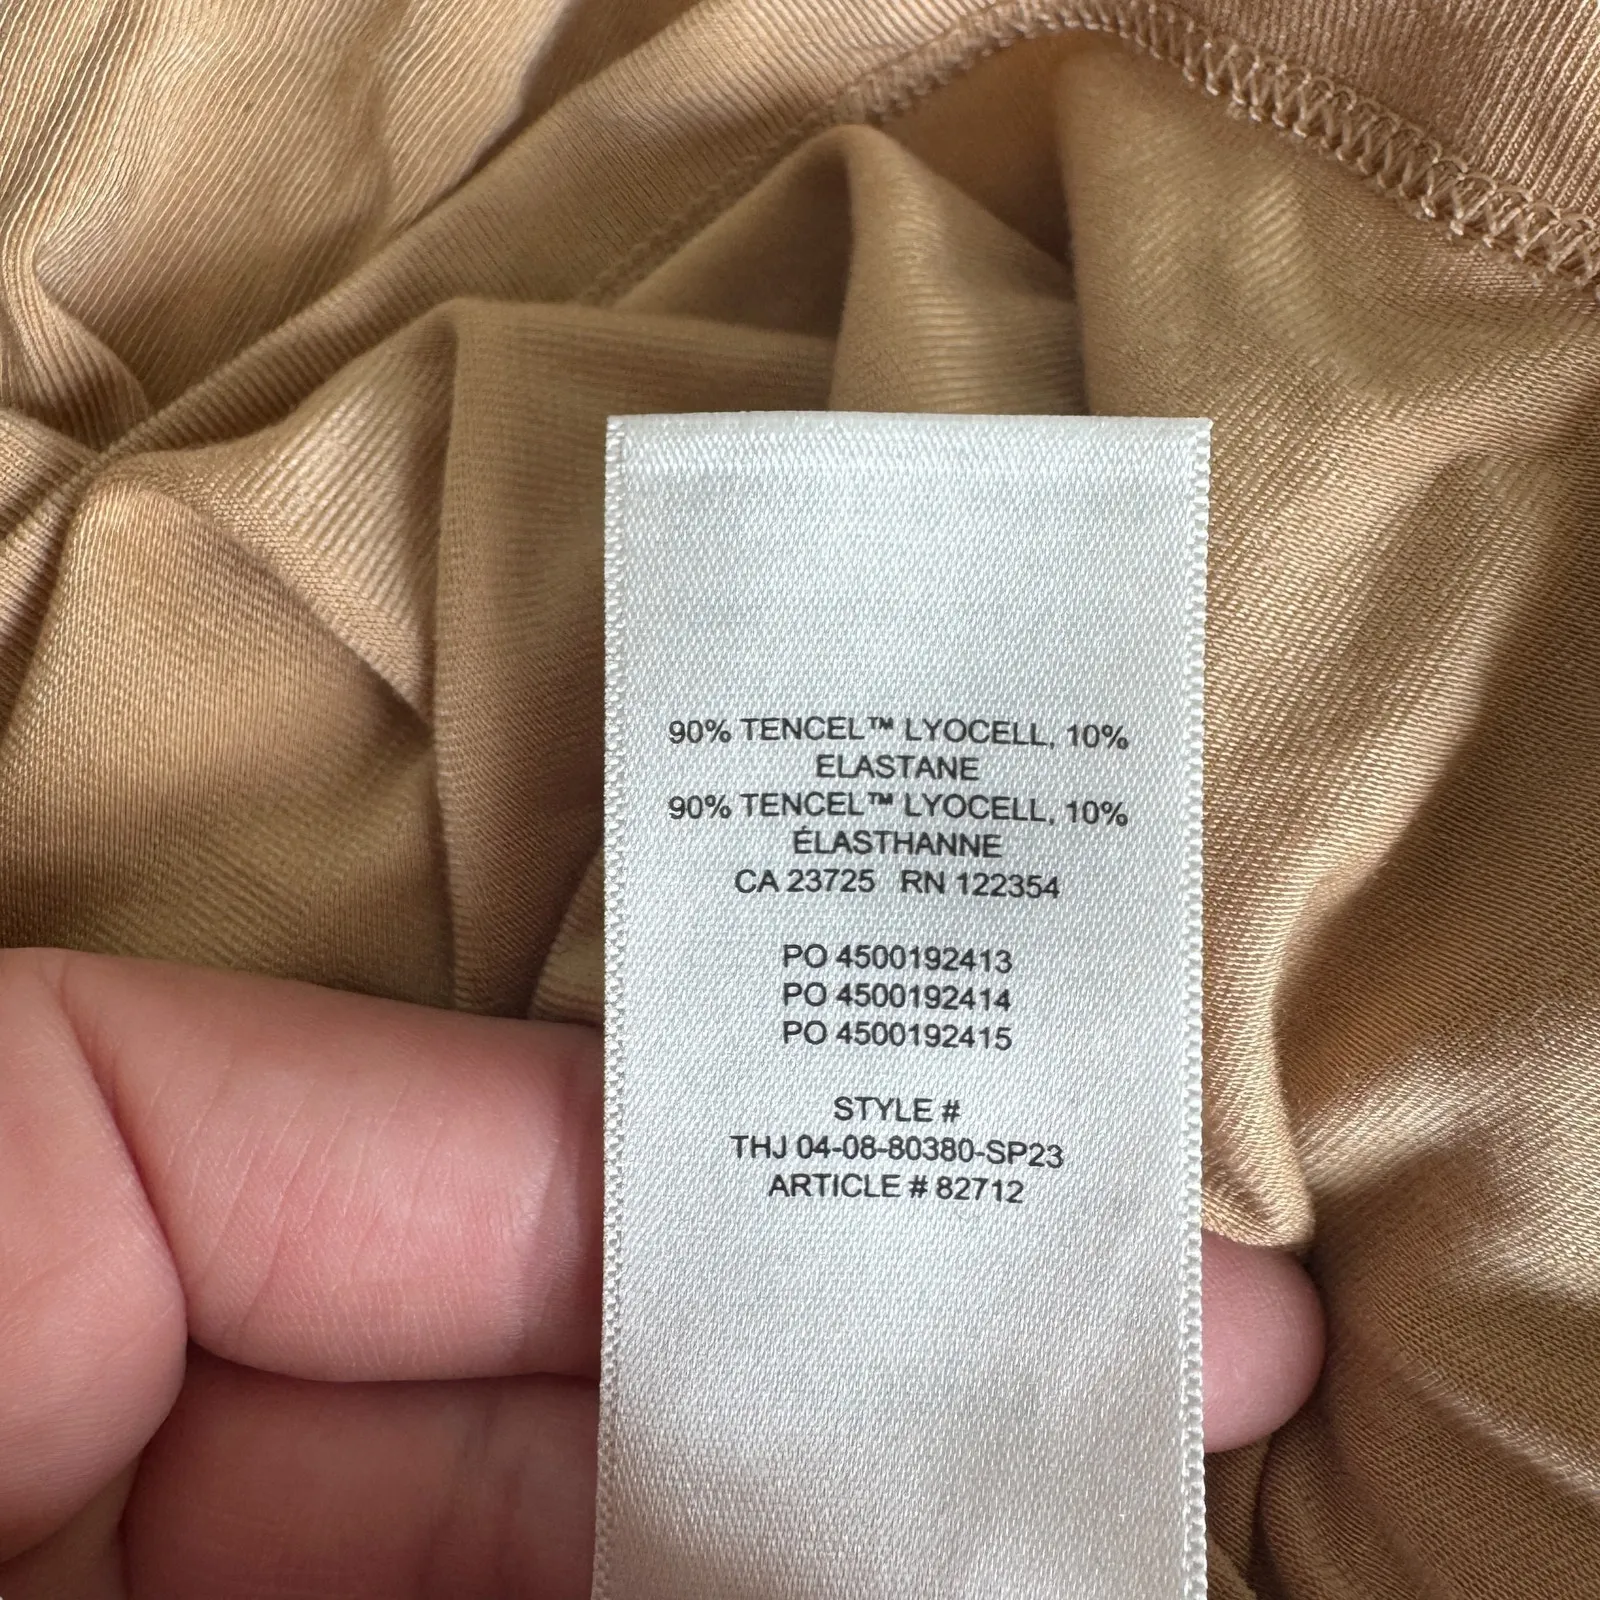 90% TENCEL™ LYOCELL, 10%
ELASTANE
90% TENCEL™ LYOCELL, 10%
ÉLASTHANNE
CA 23725 RN 122354
PO 4500192413
PO 4500192414
PO 4500192415
STYLE #
THJ 04-08-80380-SP23
ARTICLE # 82712